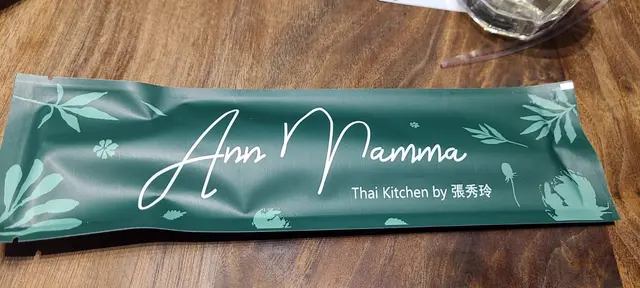 Ann Mamma
Thai Kitchen by 張秀玲